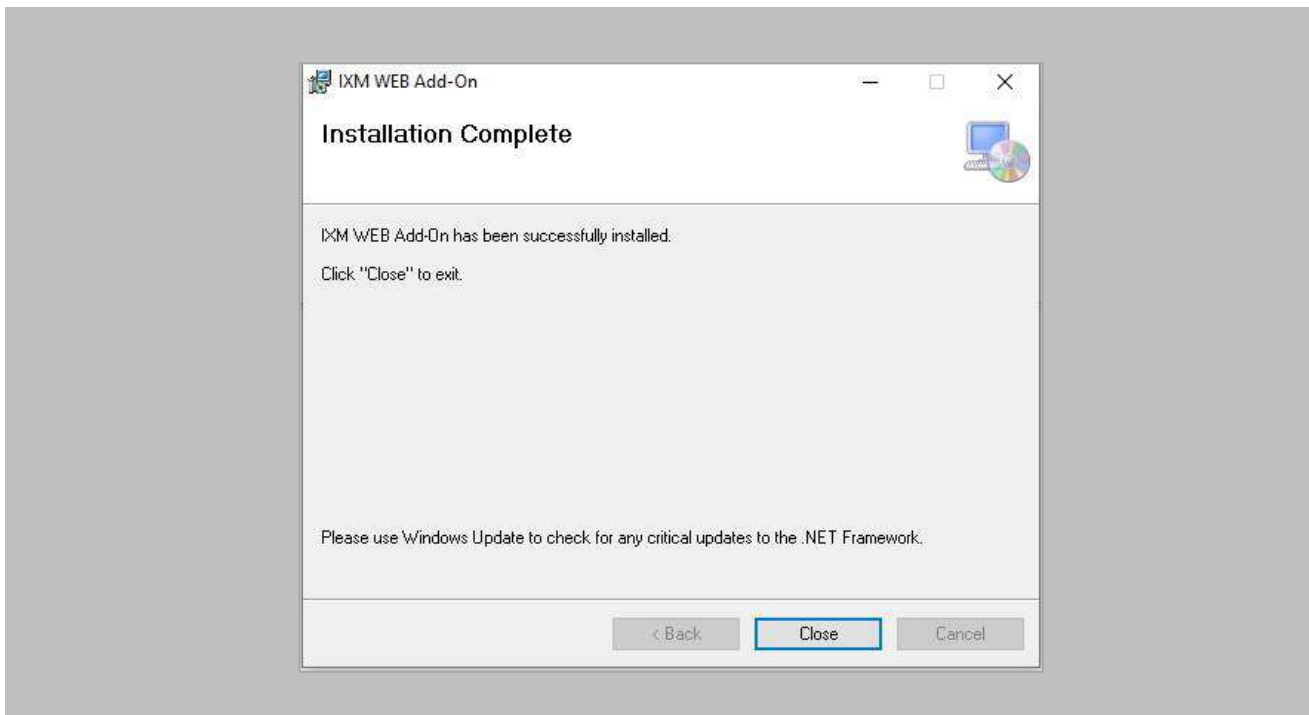 IXM WEB Add-On
Installation Complete
IXM WEB Add-On has been successfully installed.
Click "Close" to exit.
Please use Windows Update to check for any critical updates to the .NET Framework.
< Back Close Cancel